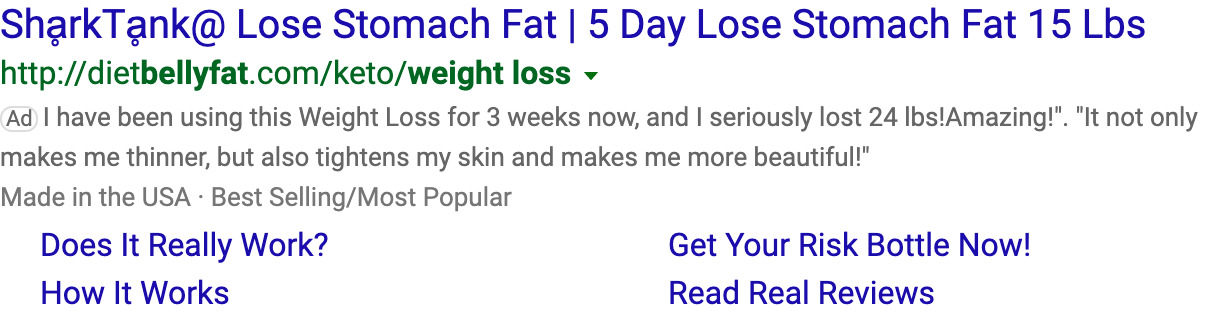 Sh̥arkT̥ank@ Lose Stomach Fat | 5 Day Lose Stomach Fat 15 Lbs
http://dietbellyfat.com/keto/weight loss
Ad I have been using this Weight Loss for 3 weeks now, and I seriously lost 24 lbs!Amazing!". "It not only
makes me thinner, but also tightens my skin and makes me more beautiful!"
Made in the USA · Best Selling/Most Popular
Does It Really Work? Get Your Risk Bottle Now!
How It Works Read Real Reviews